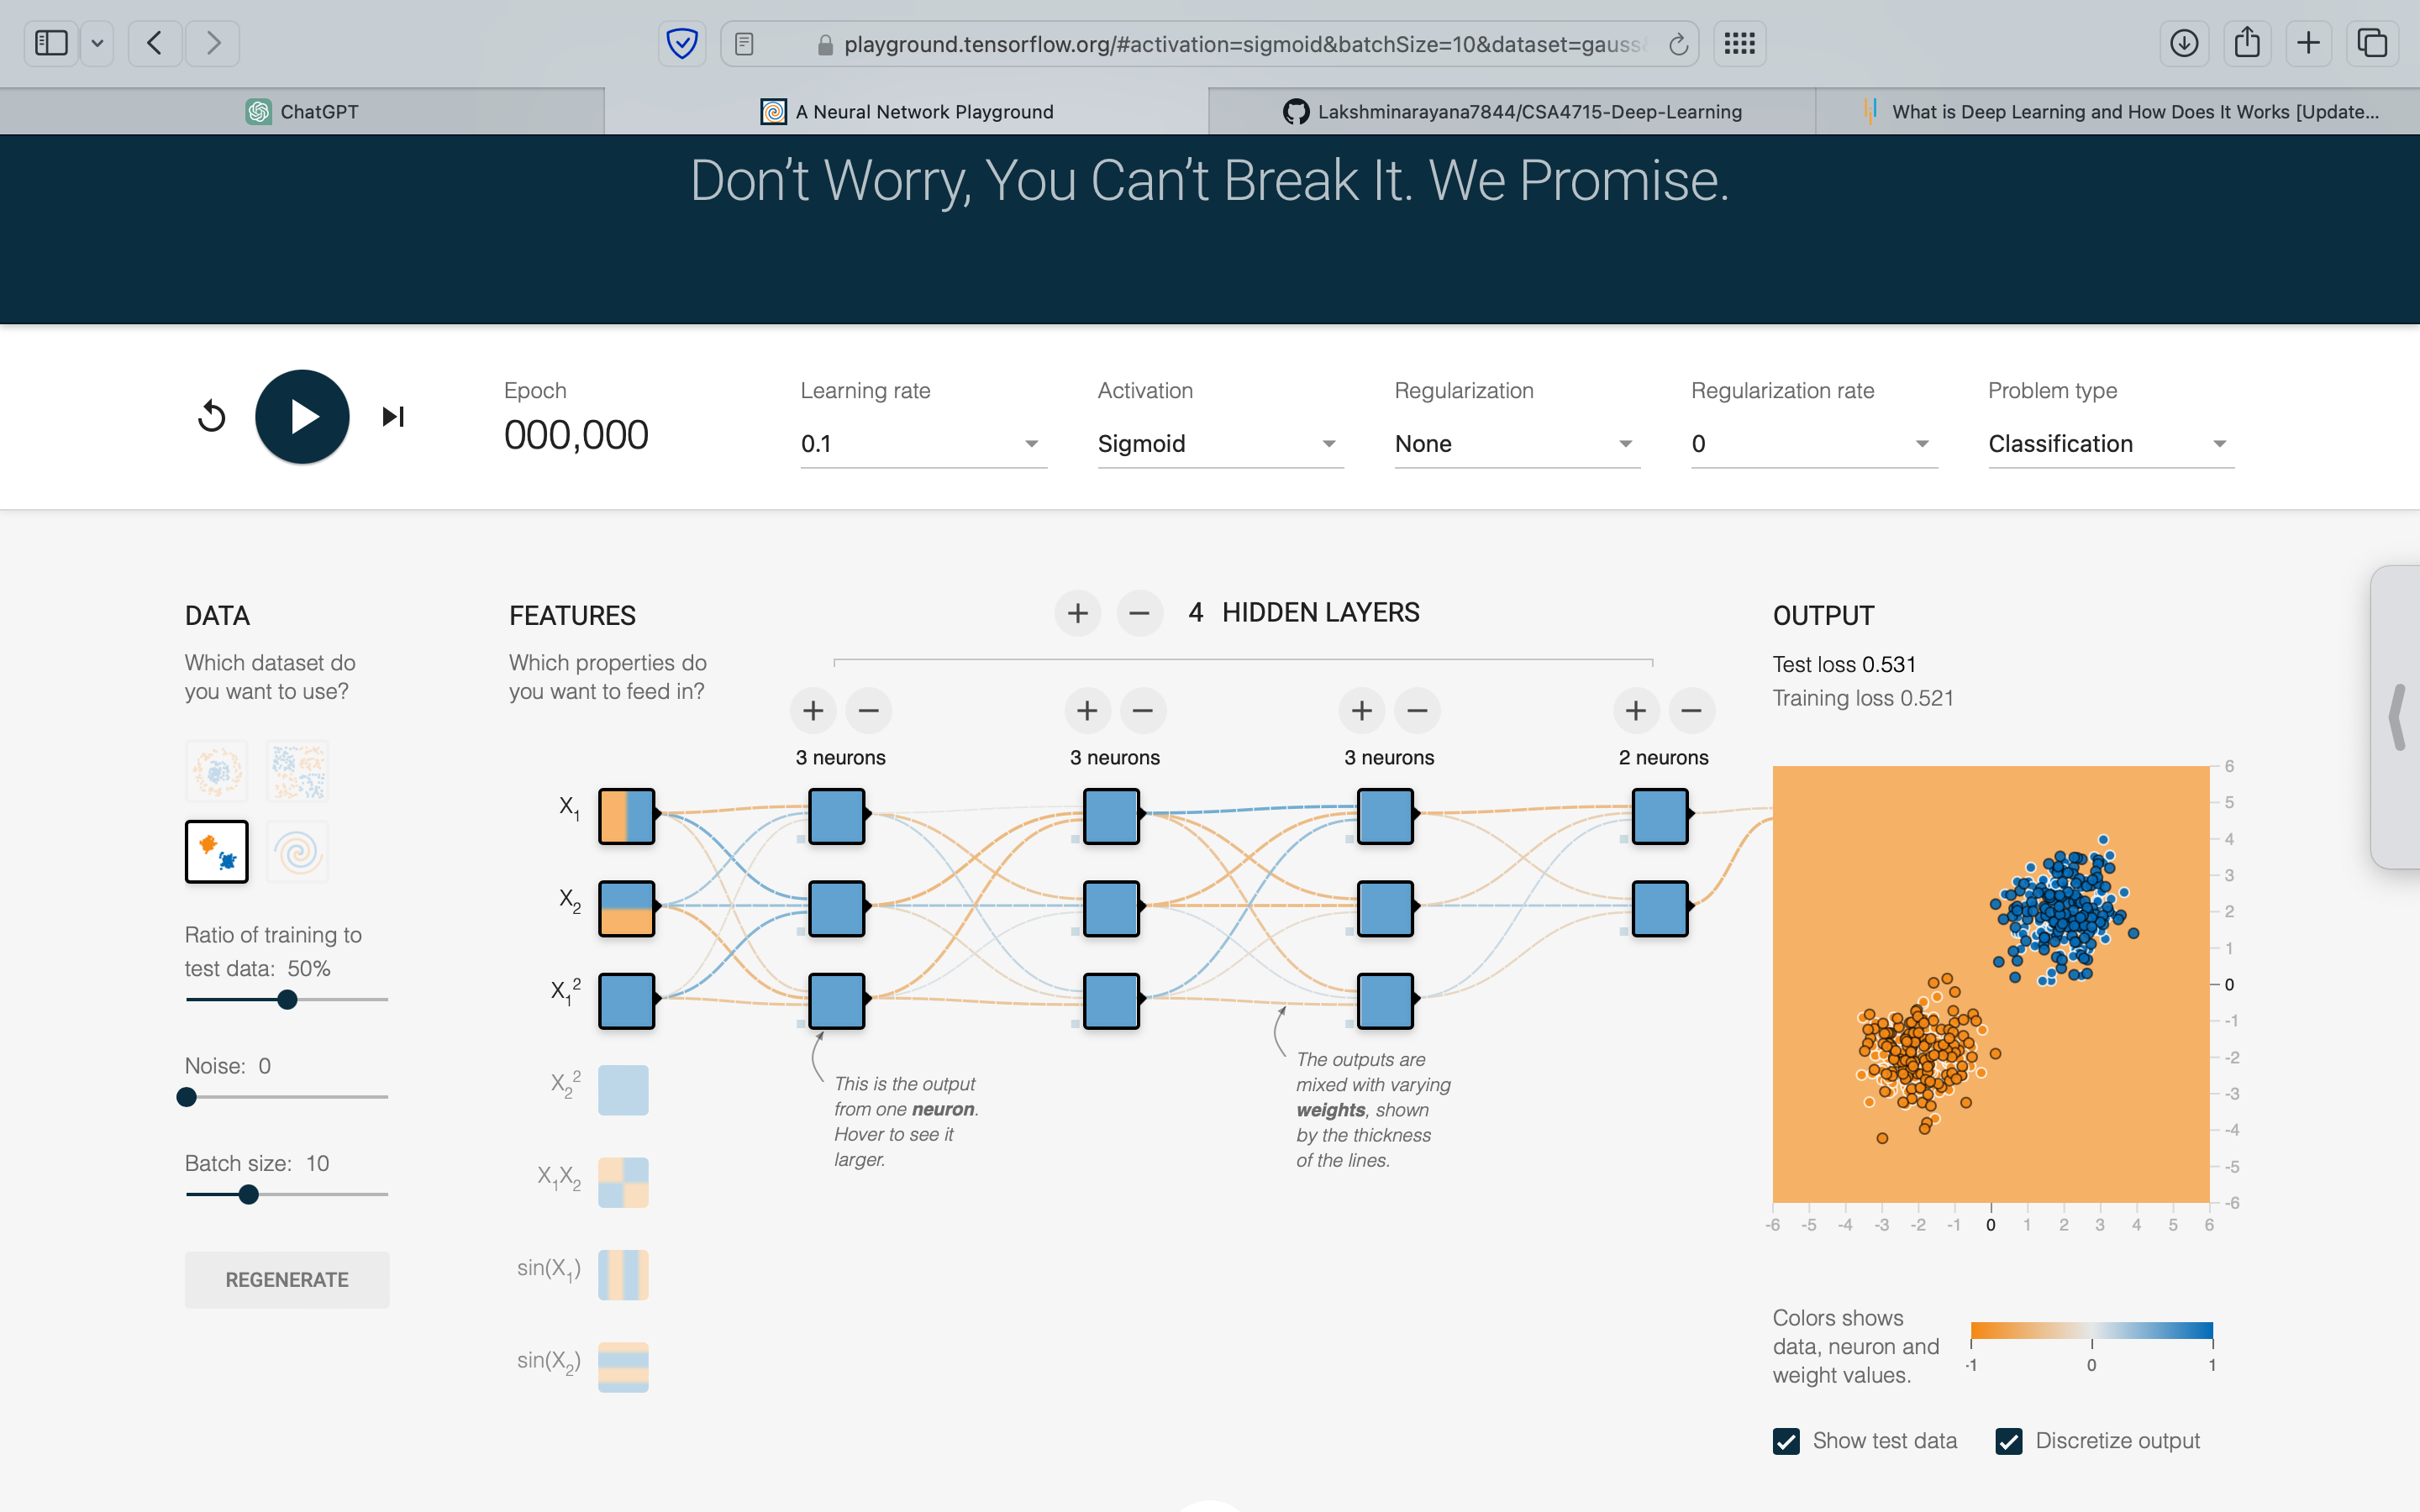 playground.tensorflow.org/#activation=sigmoid&batchSize=10&dataset=gauss
ChatGPT
A Neural Network Playground
Lakshminarayana7844/CSA4715-Deep-Learning
What is Deep Learning and How Does It Works [Update...
Don't Worry, You Can't Break It. We Promise.
Epoch
000,000
Learning rate
0.1
Activation
Sigmoid
Regularization
None
Regularization rate
0
Problem type
Classification
DATA
Which dataset do
you want to use?
Ratio of training to
test data: 50%
Noise: 0
Batch size: 10
REGENERATE
FEATURES
Which properties do
you want to feed in?
X₁
X₂
X₁²
X₂²
X₁X₂
sin(X₁)
sin(X₂)
+ − 4 HIDDEN LAYERS
+ −
3 neurons
+ −
3 neurons
+ −
3 neurons
+ −
2 neurons
This is the output
from one neuron.
Hover to see it
larger.
The outputs are
mixed with varying
weights, shown
by the thickness
of the lines.
OUTPUT
Test loss 0.531
Training loss 0.521
6
5
4
3
2
1
0
-1
-2
-3
-4
-5
-6
-6 -5 -4 -3 -2 -1 0 1 2 3 4 5 6
Colors shows
data, neuron and
weight values.
-1 0 1
Show test data
Discretize output